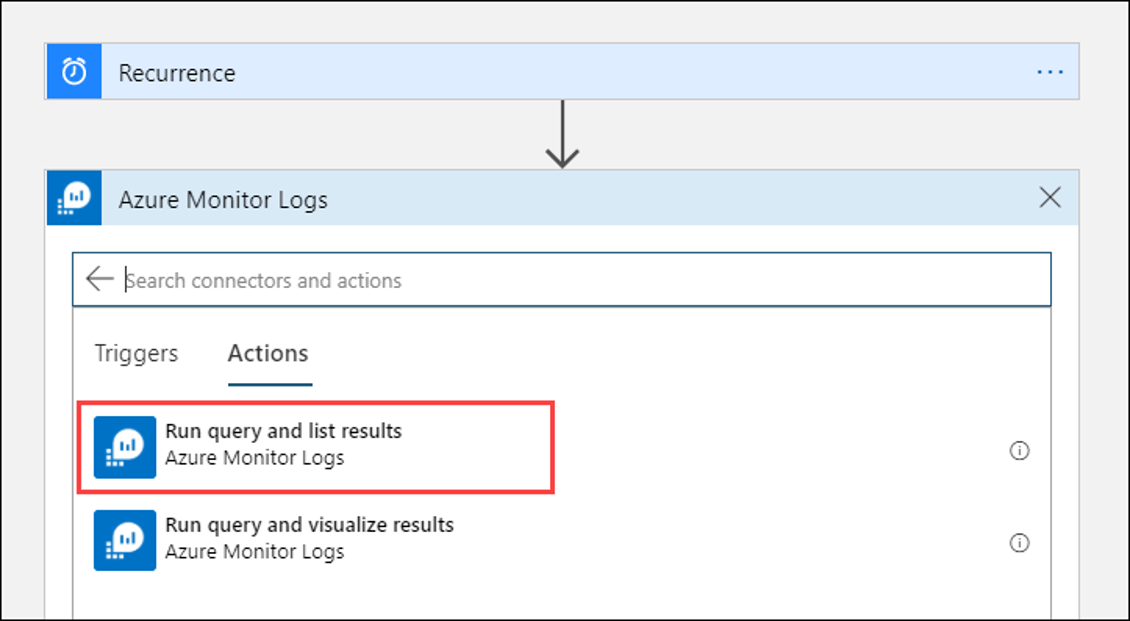 Recurrence
Azure Monitor Logs
Search connectors and actions
Triggers Actions
Run query and list results
Azure Monitor Logs
Run query and visualize results
Azure Monitor Logs